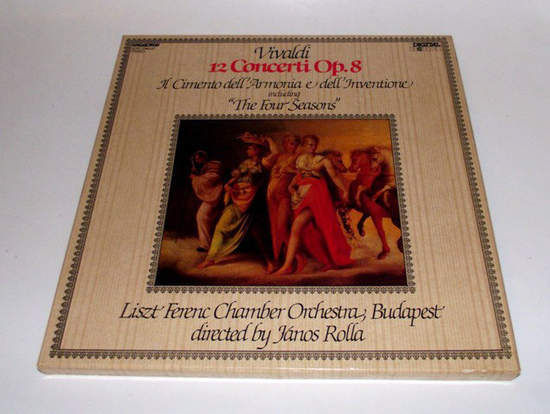 Vivaldi
DIGITAL
12 Concerti Op. 8
Il Cimento dell'Armonia e dell'Inventione
including
"The Four Seasons"
Liszt Ferenc Chamber Orchestra, Budapest
directed by János Rolla